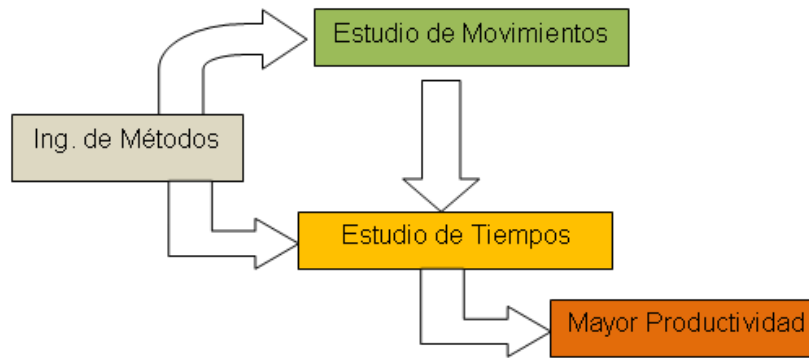 Estudio de Movimientos
Ing. de Métodos
Estudio de Tiempos
Mayor Productividad